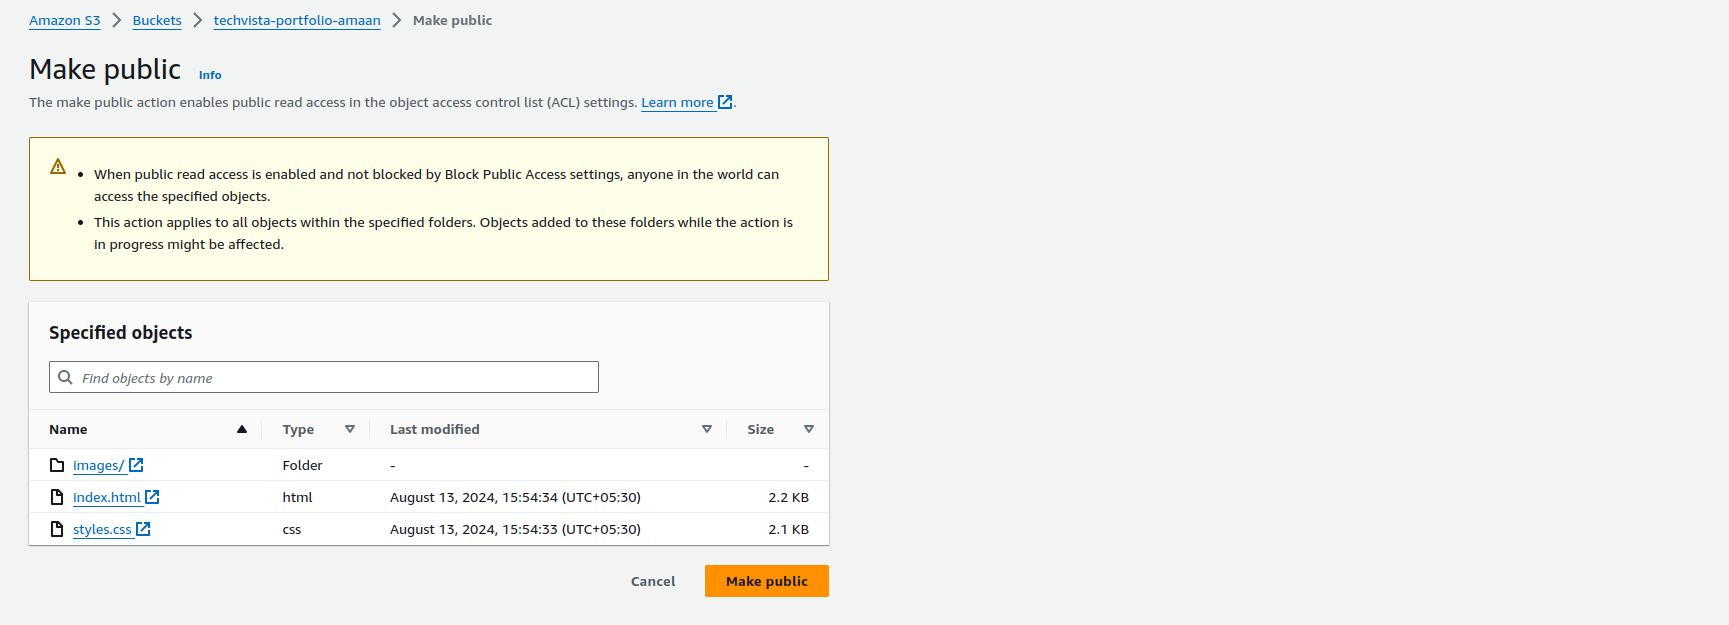 Amazon S3 > Buckets > techvista-portfolio-amaan > Make public
Make public Info
The make public action enables public read access in the object access control list (ACL) settings. Learn more.
• When public read access is enabled and not blocked by Block Public Access settings, anyone in the world can
access the specified objects.
• This action applies to all objects within the specified folders. Objects added to these folders while the action is
in progress might be affected.
Specified objects
Find objects by name
Name Type Last modified Size
images/ Folder - -
index.html html August 13, 2024, 15:54:34 (UTC+05:30) 2.2 KB
styles.css css August 13, 2024, 15:54:33 (UTC+05:30) 2.1 KB
Cancel Make public